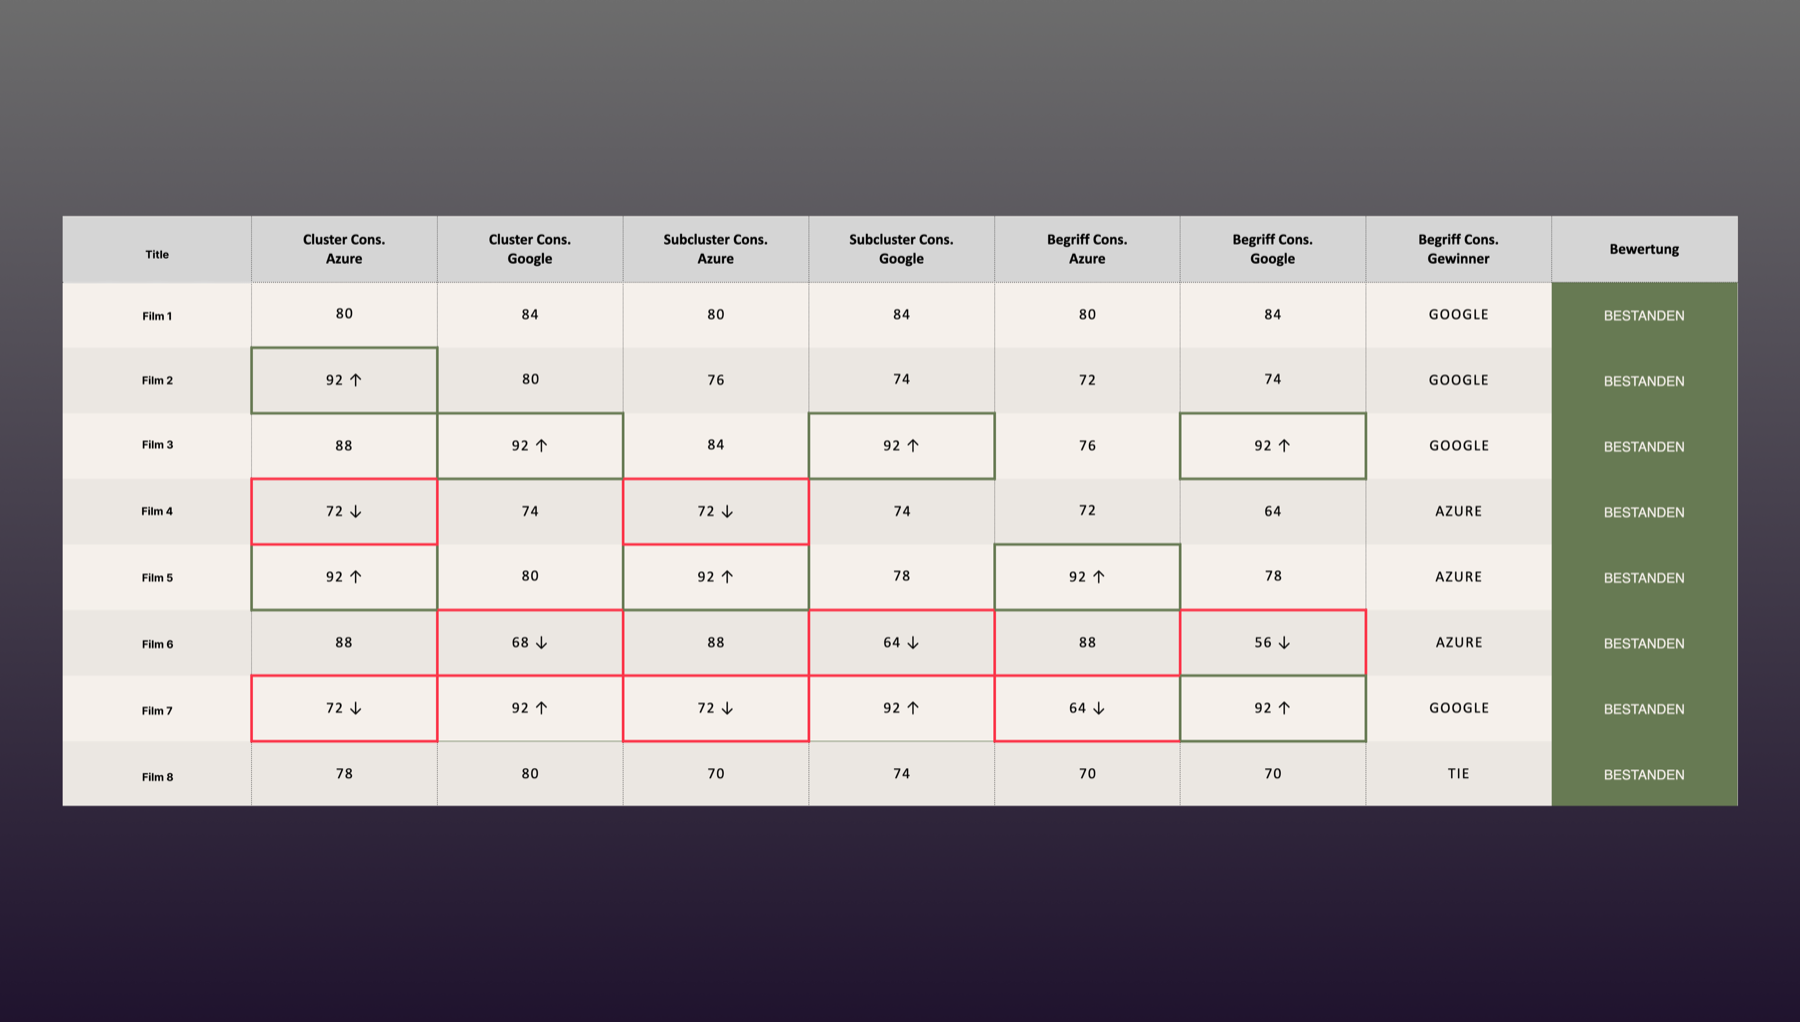 Title Cluster Cons. Azure Cluster Cons. Google Subcluster Cons. Azure Subcluster Cons. Google Begriff Cons. Azure Begriff Cons. Google Begriff Cons. Gewinner Bewertung
Film 1 80 84 80 84 80 84 GOOGLE BESTANDEN
Film 2 92 ↑ 80 76 74 72 74 GOOGLE BESTANDEN
Film 3 88 92 ↑ 84 92 ↑ 76 92 ↑ GOOGLE BESTANDEN
Film 4 72 ↓ 74 72 ↓ 74 72 64 AZURE BESTANDEN
Film 5 92 ↑ 80 92 ↑ 78 92 ↑ 78 AZURE BESTANDEN
Film 6 88 68 ↓ 88 64 ↓ 88 56 ↓ AZURE BESTANDEN
Film 7 72 ↓ 92 ↑ 72 ↓ 92 ↑ 64 ↓ 92 ↑ GOOGLE BESTANDEN
Film 8 78 80 70 74 70 70 TIE BESTANDEN